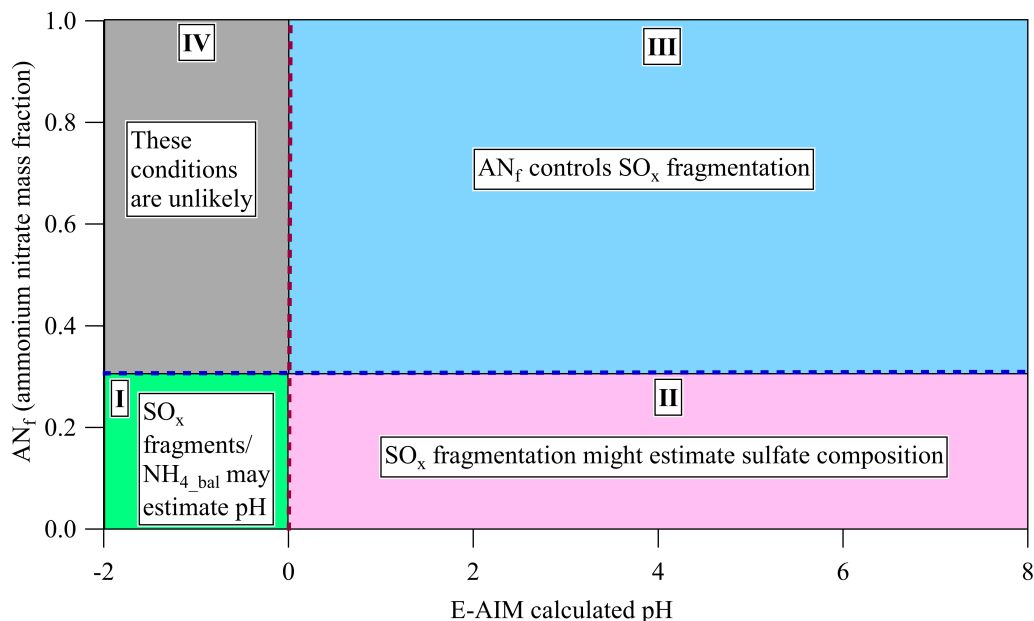 1.0
0.8
0.6
0.4
0.2
0.0
AN_f (ammonium nitrate mass fraction)
IV
These
conditions
are unlikely
III
AN_f controls SO_x fragmentation
I
SO_x
fragments/
NH_4_bal may
estimate pH
II
SO_x fragmentation might estimate sulfate composition
-2 0 2 4 6 8
E-AIM calculated pH